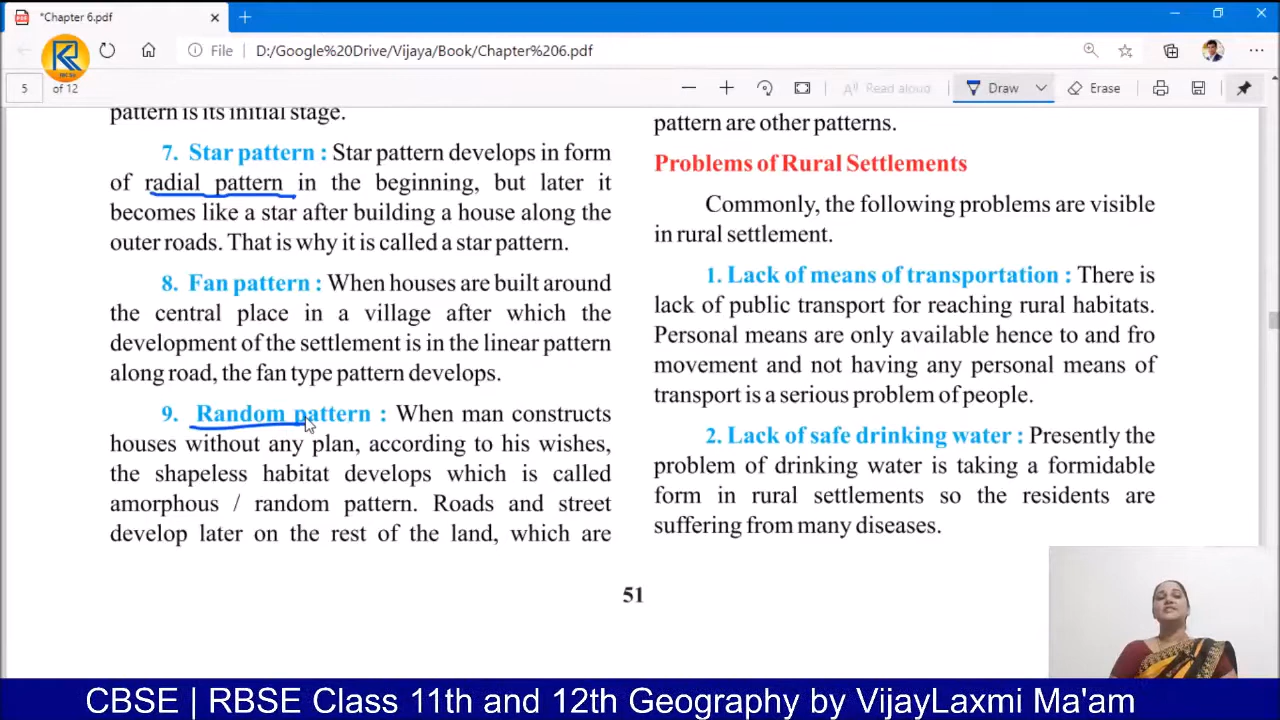 *Chapter 6.pdf
File
D:/Google%20Drive/Vijaya/Book/Chapter%206.pdf
5
of 12
Read aloud
Draw
Erase
pattern is its initial stage.
7. Star pattern : Star pattern develops in form
of radial pattern in the beginning, but later it
becomes like a star after building a house along the
outer roads. That is why it is called a star pattern.
8. Fan pattern : When houses are built around
the central place in a village after which the
development of the settlement is in the linear pattern
along road, the fan type pattern develops.
9. Random pattern : When man constructs
houses without any plan, according to his wishes,
the shapeless habitat develops which is called
amorphous / random pattern. Roads and street
develop later on the rest of the land, which are
pattern are other patterns.
Problems of Rural Settlements
Commonly, the following problems are visible
in rural settlement.
1. Lack of means of transportation : There is
lack of public transport for reaching rural habitats.
Personal means are only available hence to and fro
movement and not having any personal means of
transport is a serious problem of people.
2. Lack of safe drinking water : Presently the
problem of drinking water is taking a formidable
form in rural settlements so the residents are
suffering from many diseases.
51
CBSE | RBSE Class 11th and 12th Geography by VijayLaxmi Ma'am